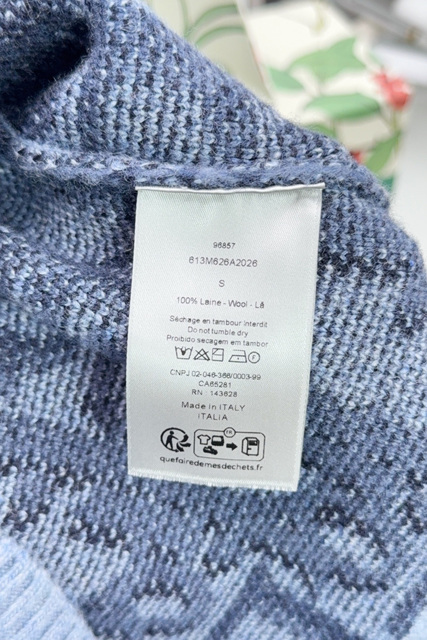 96857
613M626A2026
S
100% Laine - Wool - Lã
Séchage en tambour Interdit
Do not tumble dry
Proibido secagem em tambor
CNPJ 02-046-366/0003-99
CA65281
RN : 143628
Made in ITALY
ITALIA
FR
quefairedemesdechets.fr